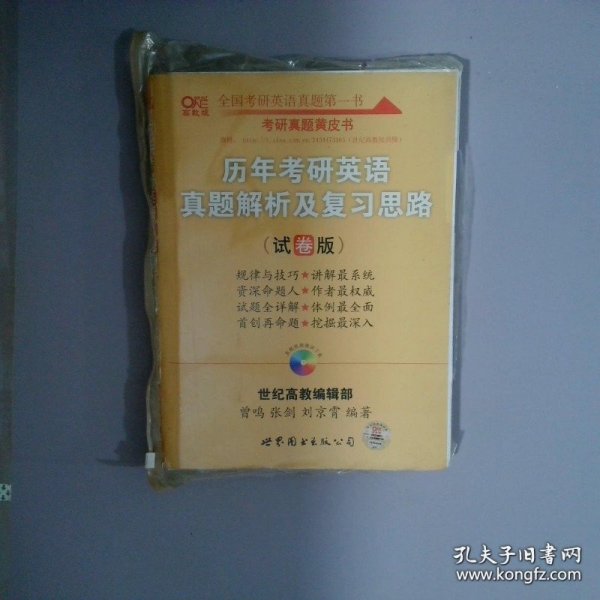 ONE
高教版
全国考研英语真题第一书
考研真题黄皮书
历年考研英语
真题解析及复习思路
(试卷版)
规律与技巧★讲解最系统
资深命题人★作者最权威
试题全详解★体例最全面
首创再命题★挖掘最深入
世纪高教编辑部
曾鸣 张剑 刘京霄 编著
世界图书出版公司
孔夫子旧书网
www.kongfz.com